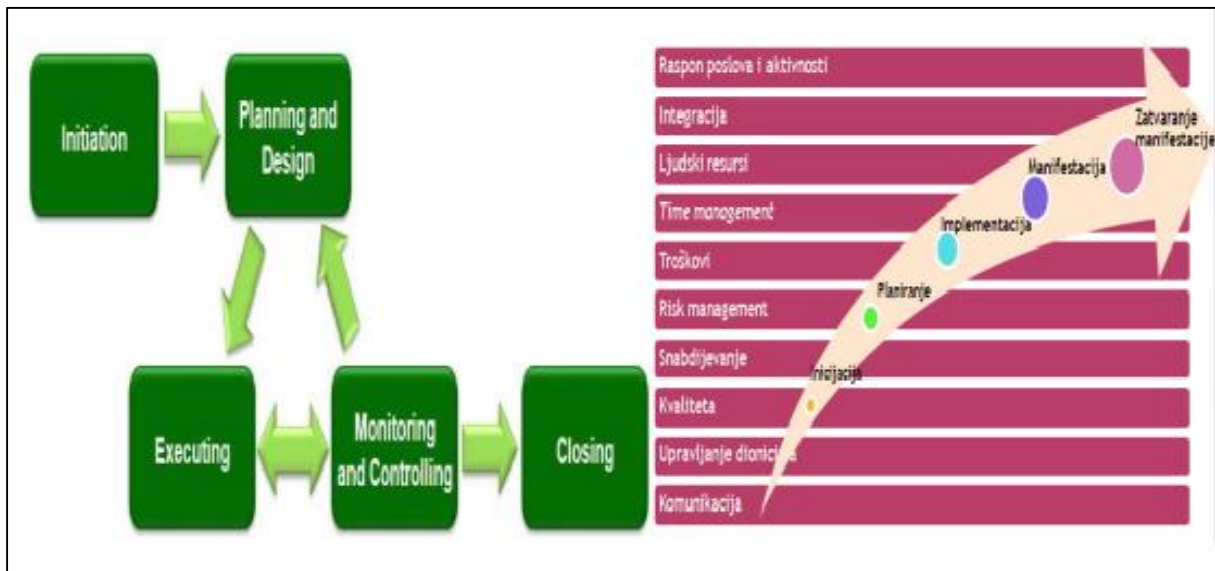 Initiation
Planning and
Design
Executing
Monitoring
and Controlling
Closing
Raspon poslova i aktivnosti
Integracija
Ljudski resursi
Time management
Troškovi
Risk management
Snabdijevanje
Kvaliteta
Upravljanje
Komunikacija
Inicijacija
Planiranje
Implementacija
Manifestacija
Zatvaranje
manifestacije